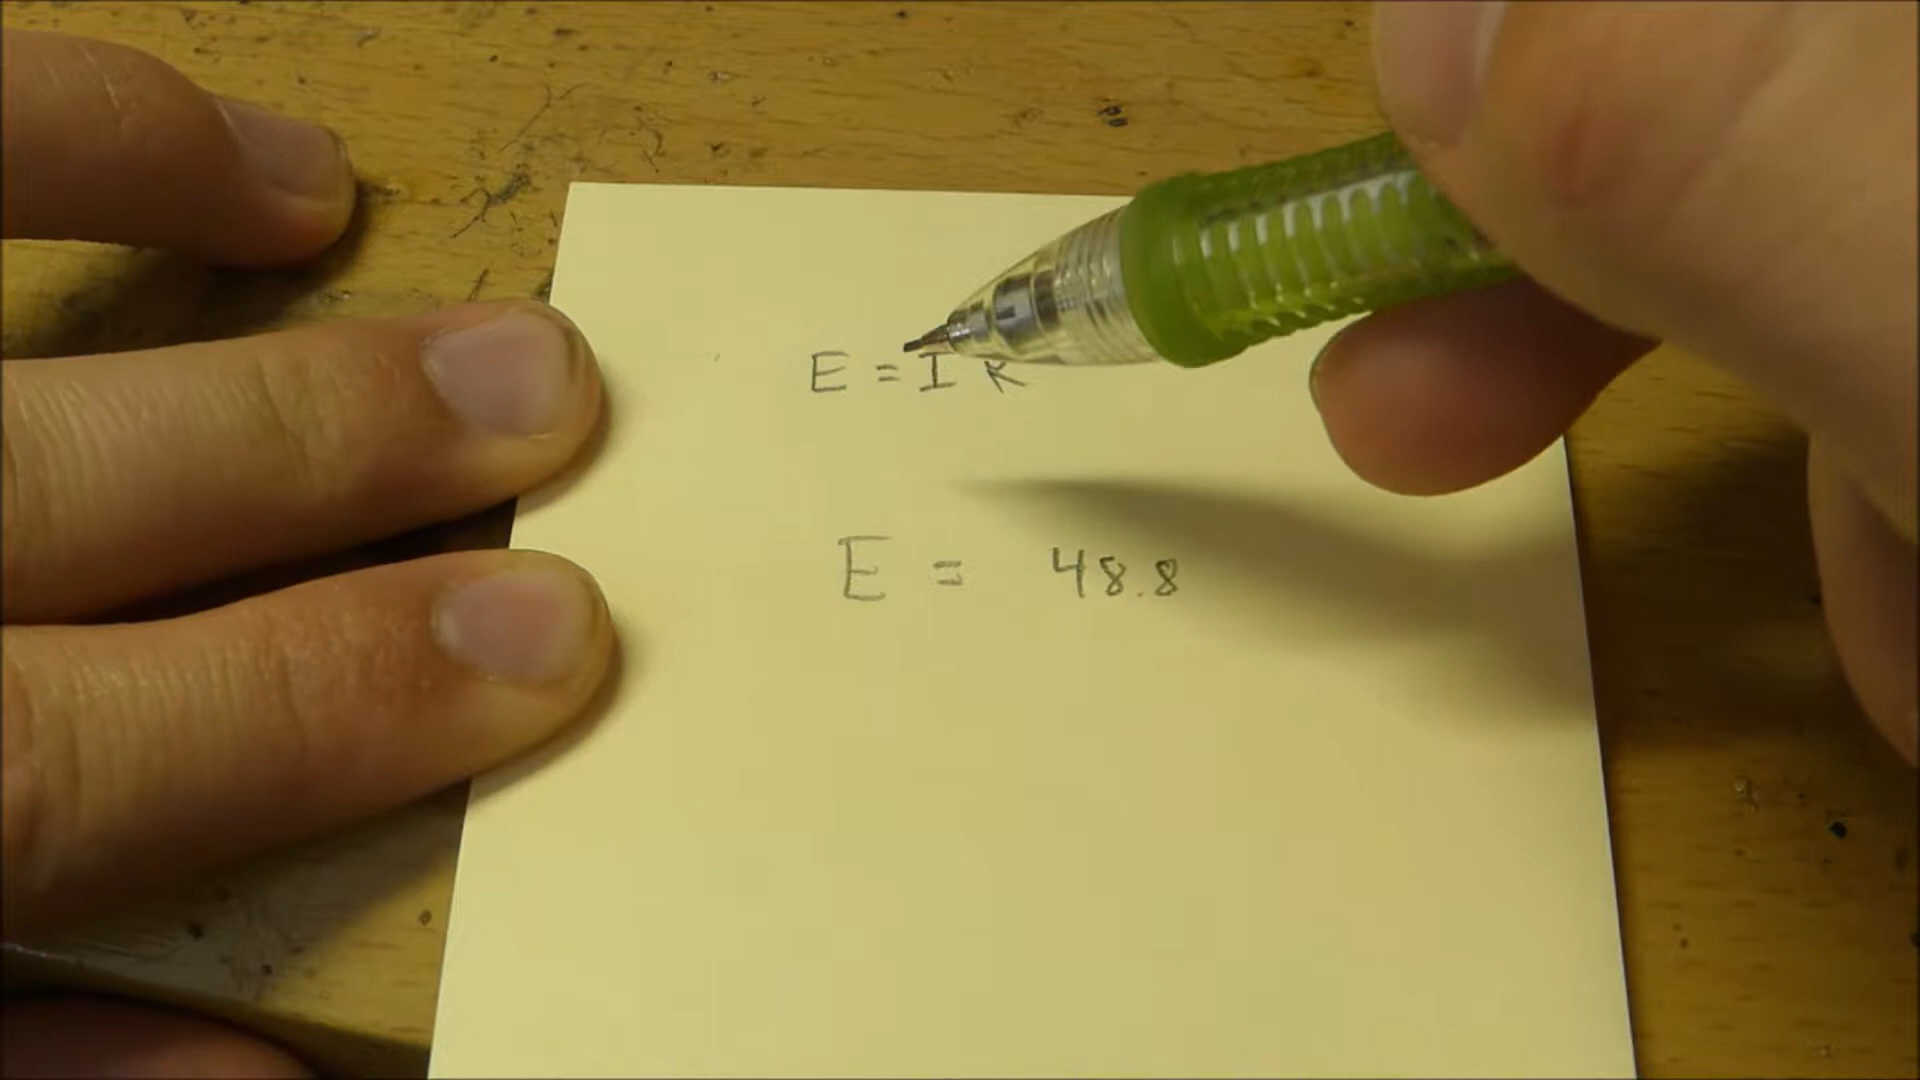 E = I R
E = 48.8